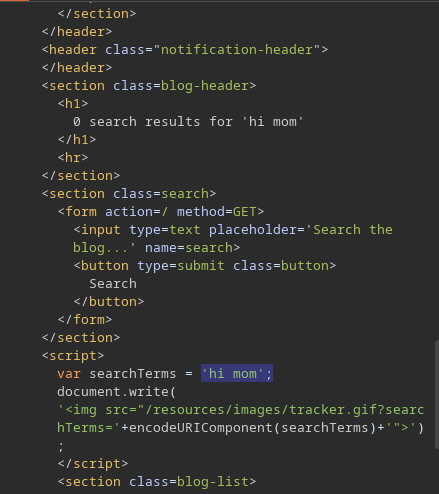 </section>
</header>
<header class="notification-header">
</header>
<section class=blog-header>
<h1>
0 search results for 'hi mom'
</h1>
<hr>
</section>
<section class=search>
<form action=/ method=GET>
<input type=text placeholder='Search the
blog...' name=search>
<button type=submit class=button>
Search
</button>
</form>
</section>
<script>
var searchTerms = 'hi mom';
document.write(
'<img src="/resources/images/tracker.gif?searc
hTerms='+encodeURIComponent(searchTerms)+'">')
;
</script>
<section class=blog-list>